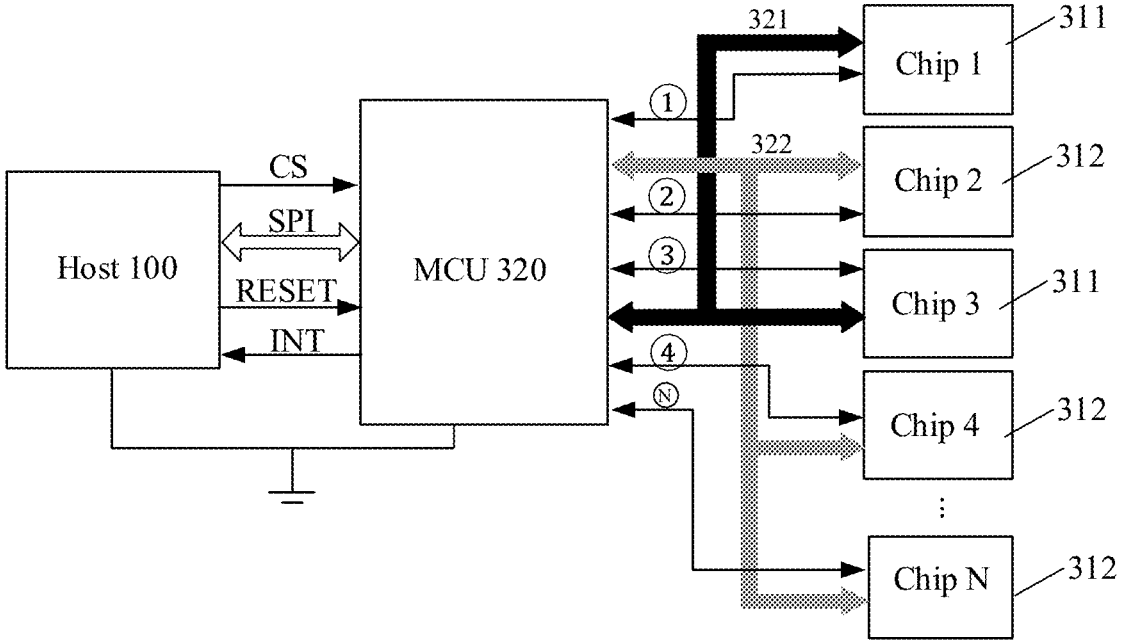 321
311
Chip 1
①
322
312
Chip 2
CS
②
SPI
Host 100
MCU 320
③
311
Chip 3
RESET
INT
④
312
Chip 4
Ⓝ
⋮
312
Chip N